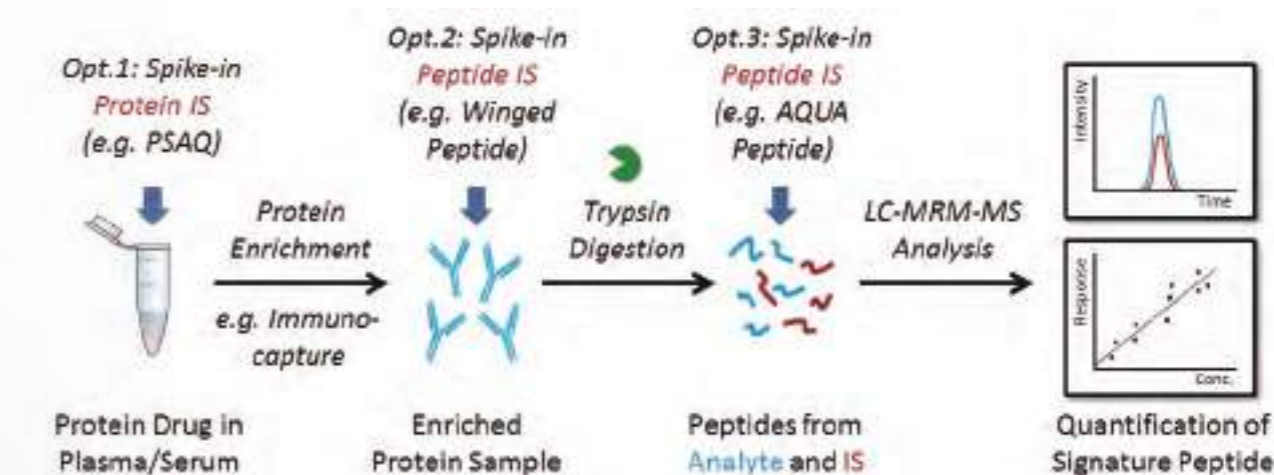 Opt.1: Spike-in
Protein IS
(e.g. PSAQ)
Opt.2: Spike-in
Peptide IS
(e.g. Winged
Peptide)
Opt.3: Spike-in
Peptide IS
(e.g. AQUA
Peptide)
Protein
Enrichment
e.g. Immuno-
capture
Trypsin
Digestion
LC-MRM-MS
Analysis
Intensity
Time
Response
Conc.
Protein Drug in
Plasma/Serum
Enriched
Protein Sample
Peptides from
Analyte and IS
Quantification of
Signature Peptide